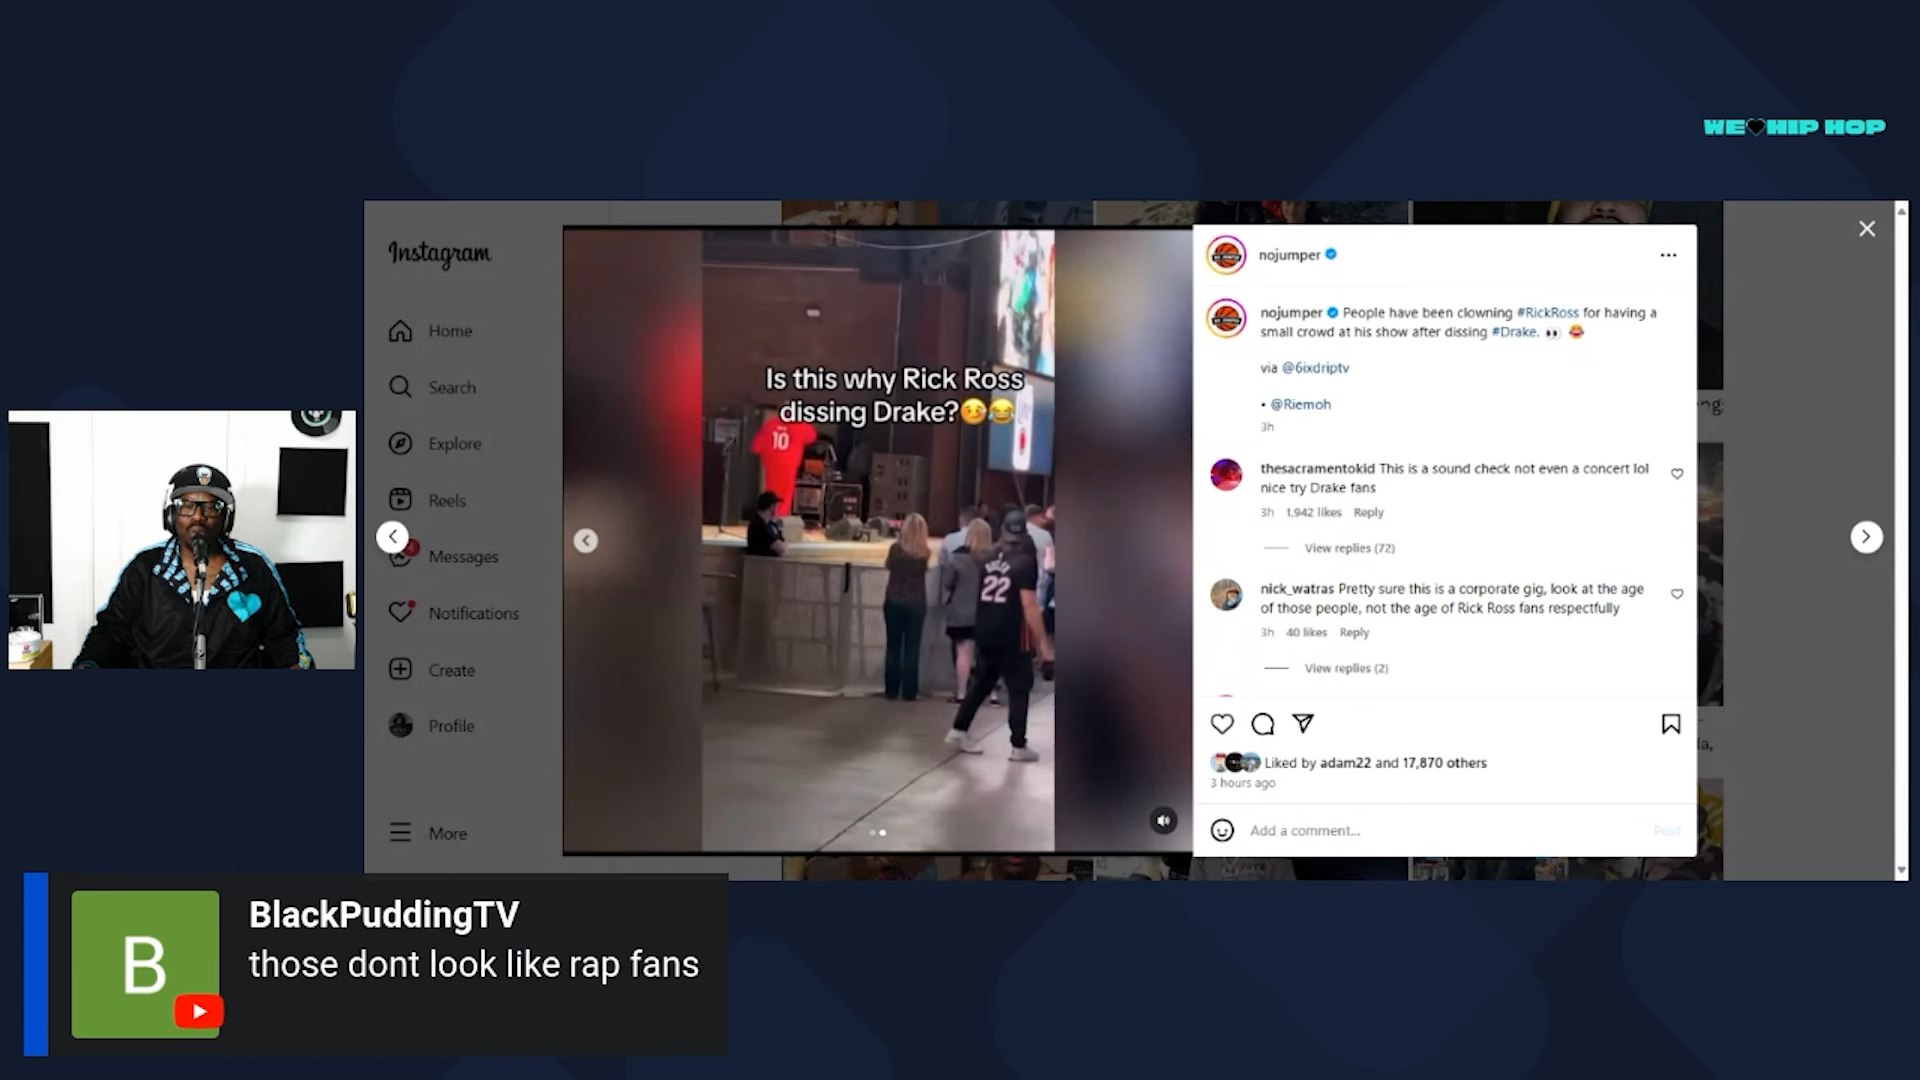 WE HIP HOP
Instagram
Home
Search
Explore
Reels
Messages
Notifications
Create
Profile
More
Is this why Rick Ross
dissing Drake?😏😂
10
22
nojumper
nojumper People have been clowning #RickRoss for having a
small crowd at his show after dissing #Drake. 👀 😂
via @6ixdriptv
• @Riemoh
3h
thesacramentokid This is a sound check not even a concert lol
nice try Drake fans
3h 1,942 likes Reply
View replies (72)
nick_watras Pretty sure this is a corporate gig, look at the age
of those people, not the age of Rick Ross fans respectfully
3h 40 likes Reply
View replies (2)
Liked by adam22 and 17,870 others
3 hours ago
Add a comment...
Post
B
BlackPuddingTV
those dont look like rap fans